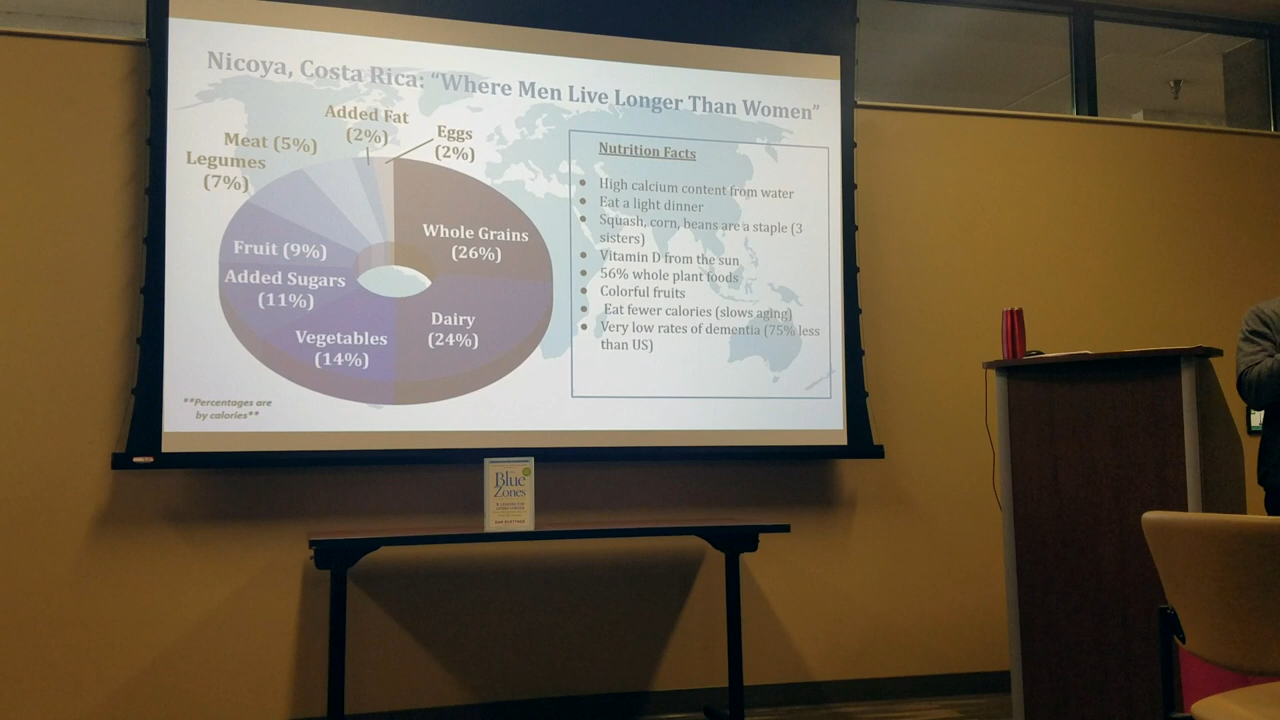 Nicoya, Costa Rica: “Where Men Live Longer Than Women”
Added Fat
(2%)
Eggs
(2%)
Meat (5%)
Legumes
(7%)
Whole Grains
(26%)
Fruit (9%)
Added Sugars
(11%)
Dairy
(24%)
Vegetables
(14%)
**Percentages are
by calories**
Nutrition Facts
● High calcium content from water
● Eat a light dinner
● Squash, corn, beans are a staple (3
sisters)
● Vitamin D from the sun
● 56% whole plant foods
● Colorful fruits
● Eat fewer calories (slows aging)
● Very low rates of dementia (75% less
than US)
Blue
Zones